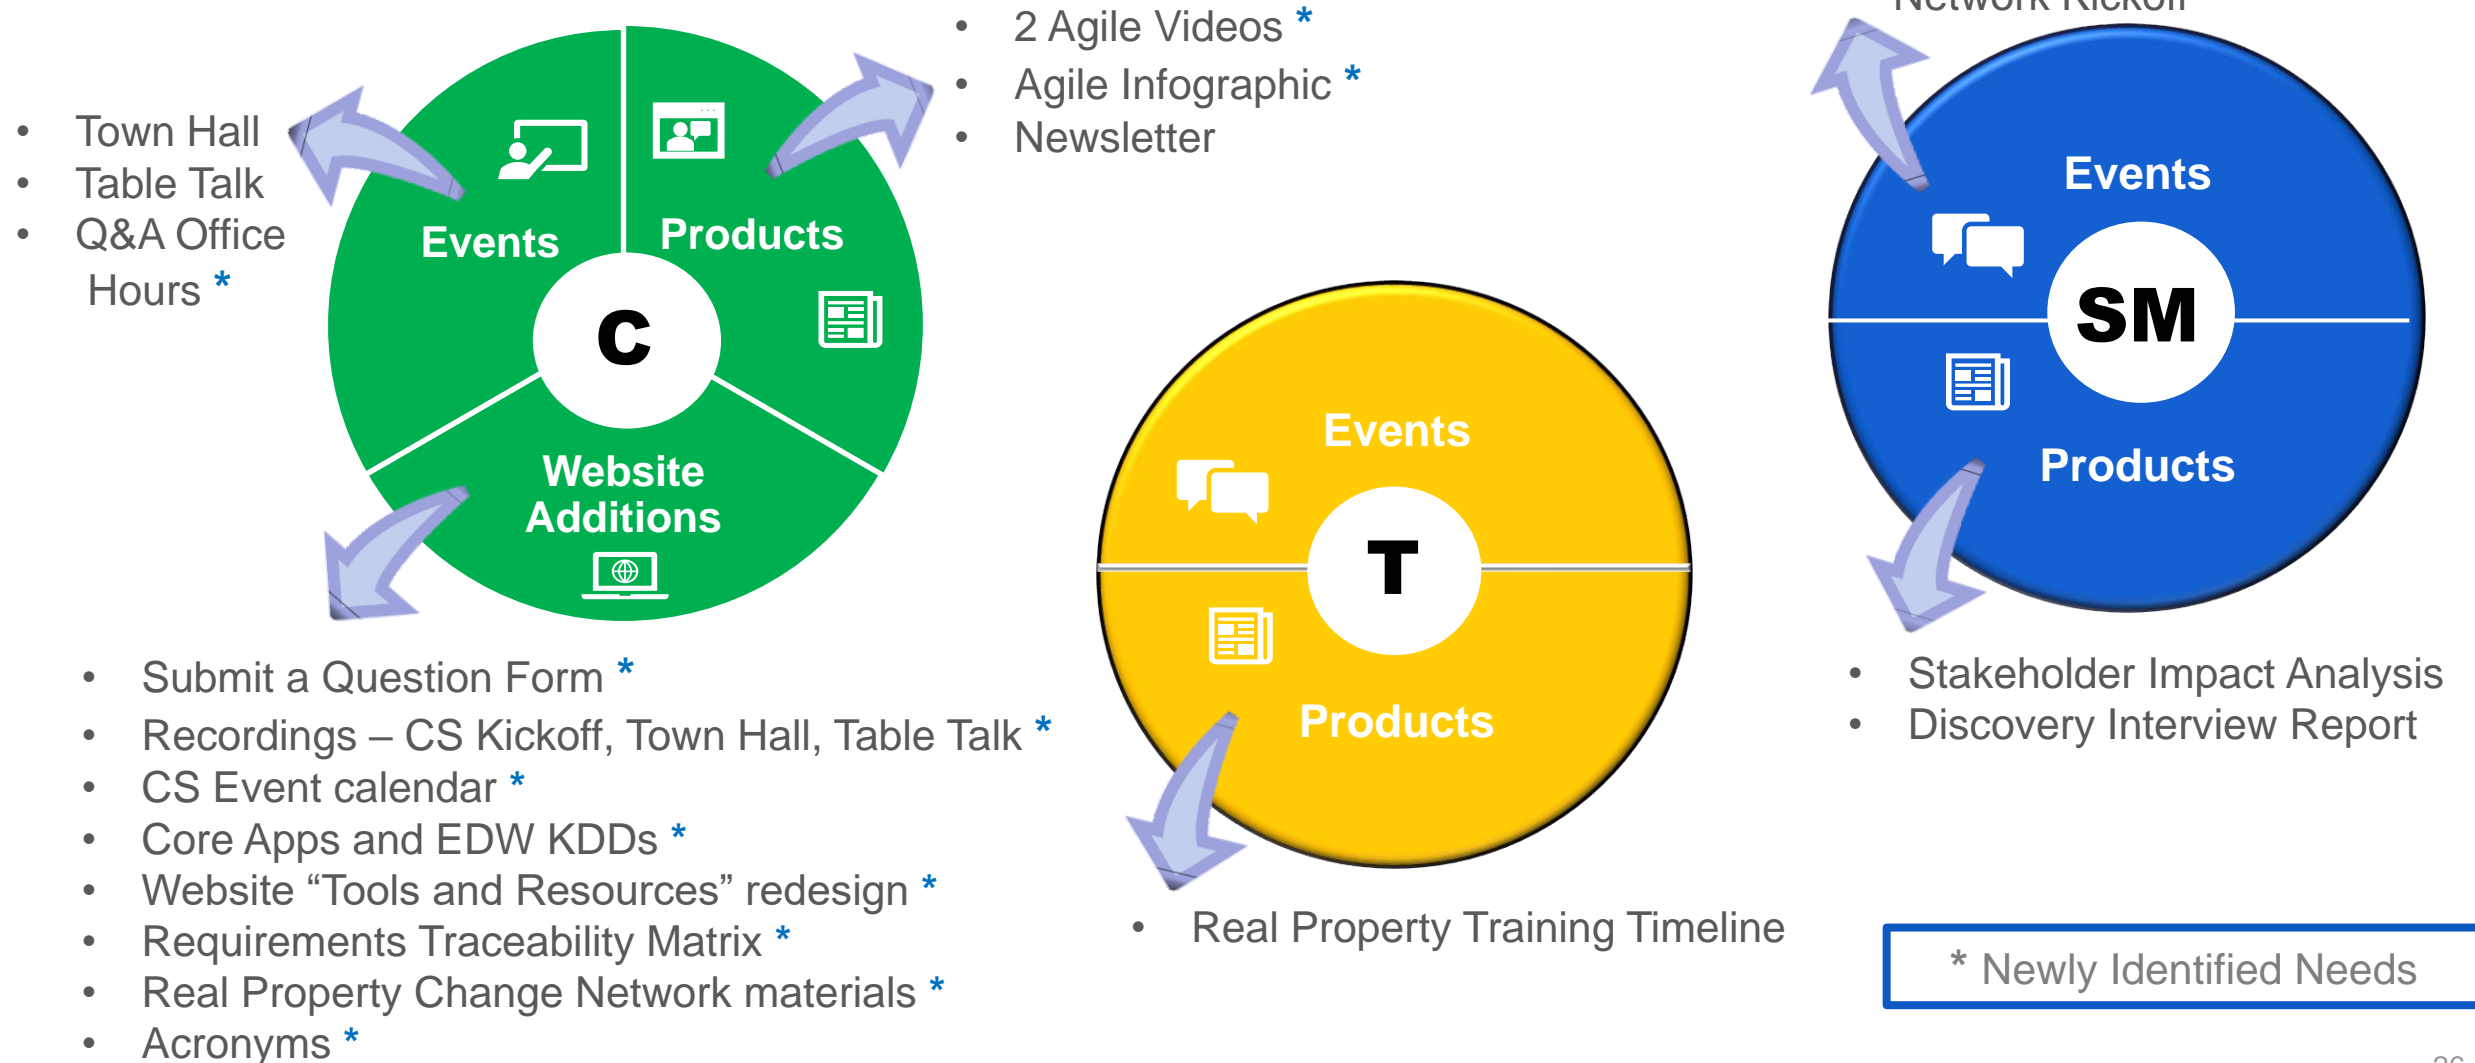 • Town Hall
• Table Talk
• Q&A Office
Hours *
Events
Products
C
Website
Additions
• 2 Agile Videos *
• Agile Infographic *
• Newsletter
• Submit a Question Form *
• Recordings – CS Kickoff, Town Hall, Table Talk *
• CS Event calendar *
• Core Apps and EDW KDDs *
• Website “Tools and Resources” redesign *
• Requirements Traceability Matrix *
• Real Property Change Network materials *
• Acronyms *
Events
T
Products
• Real Property Training Timeline
Network Kickoff
Events
SM
Products
• Stakeholder Impact Analysis
• Discovery Interview Report
* Newly Identified Needs